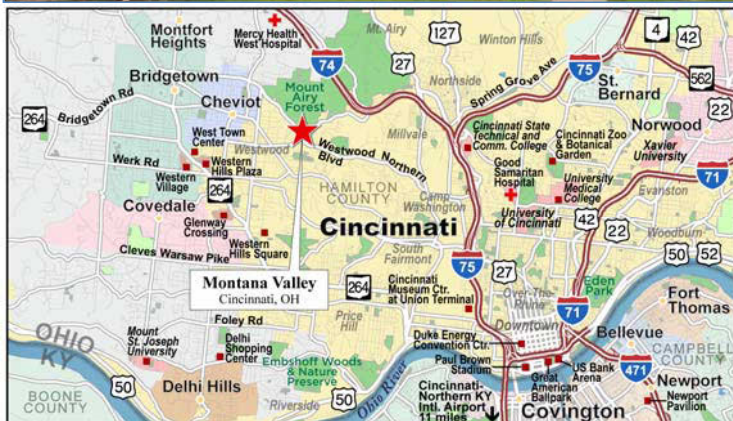 Montfort
Heights
Mercy Health
West Hospital
74
27
127
Mt. Airy
Winton Hills
4
42
75
562
St.
Bernard
Spring Grove Ave
Northside
Bridgetown
Bridgetown Rd
264
Cheviot
Mount
Airy
Forest
22
Norwood
Xavier
University
71
Millvale
Cincinnati State
Technical and
Comm. College
Cincinnati Zoo
& Botanical
Garden
West Town
Center
Westwood
Westwood Northern
Blvd
Werk Rd
Western
Hills Plaza
Western
Village
264
HAMILTON
COUNTY
Camp
Washington
Good
Samaritan
Hospital
University
Medical
College
Evanston
University
of Cincinnati
42
22
Woodburn
Covedale
Glenway
Crossing
Cleves Warsaw Pike
Western
Hills Square
Cincinnati
South
Fairmont
75
27
50
52
Montana Valley
Cincinnati, OH
264
Cincinnati
Museum Ctr.
at Union Terminal
Eden
Park
Over-The-
Rhine
Fort
Thomas
Price
Hill
Foley Rd
71
Downtown
Bellevue
OHIO
KY
Mount
St. Joseph
University
Delhi
Shopping
Center
Duke Energy
Convention Ctr.
Paul Brown
Stadium
US Bank
Arena
Great
American
Ballpark
CAMPBELL
COUNTY
471
Embshoff Woods
& Nature
Preserve
50
Delhi Hills
50
Riverside
Ohio River
BOONE
COUNTY
Cincinnati-
Northern KY
Intl. Airport
11 miles
Covington
Newport
Newport
Pavilion